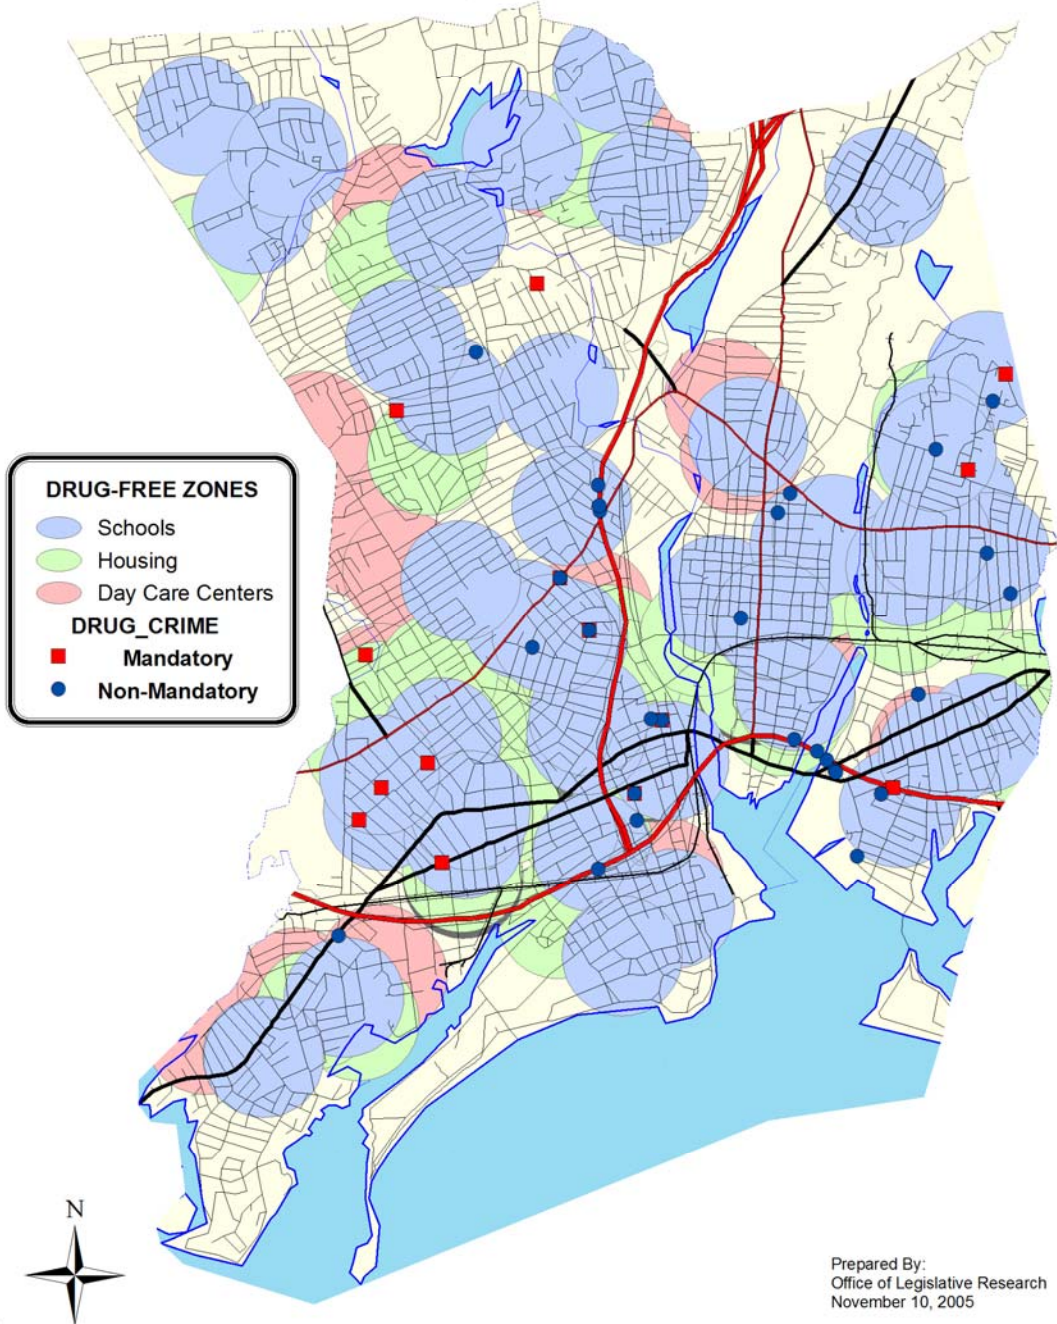 DRUG-FREE ZONES
Schools
Housing
Day Care Centers
DRUG_CRIME
Mandatory
Non-Mandatory
N
Prepared By:
Office of Legislative Research
November 10, 2005